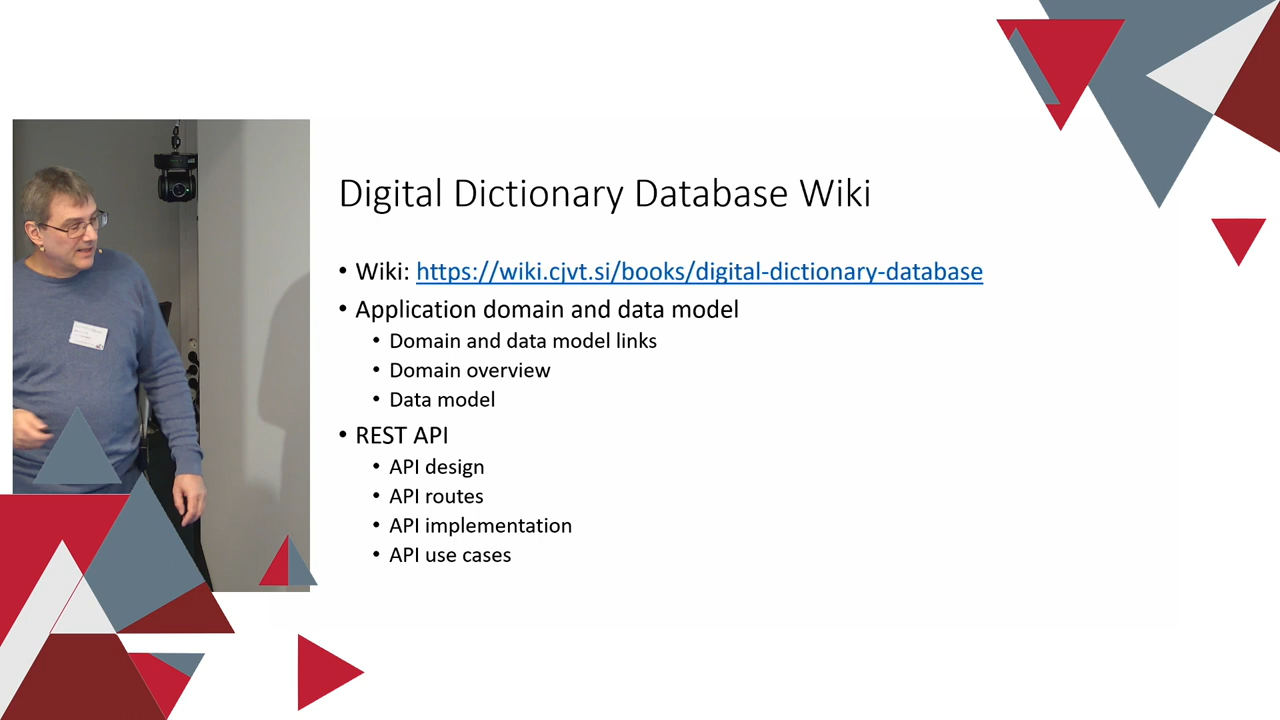 Digital Dictionary Database Wiki
• Wiki: https://wiki.cjvt.si/books/digital-dictionary-database
• Application domain and data model
• Domain and data model links
• Domain overview
• Data model
• REST API
• API design
• API routes
• API implementation
• API use cases